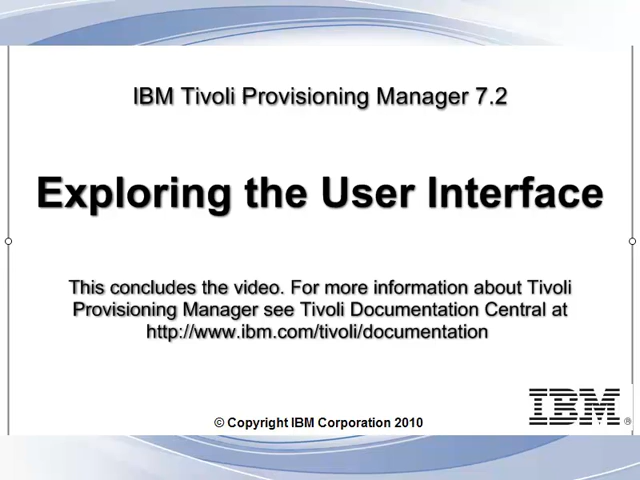 IBM Tivoli Provisioning Manager 7.2
Exploring the User Interface
This concludes the video. For more information about Tivoli
Provisioning Manager see Tivoli Documentation Central at
http://www.ibm.com/tivoli/documentation
IBM®
© Copyright IBM Corporation 2010